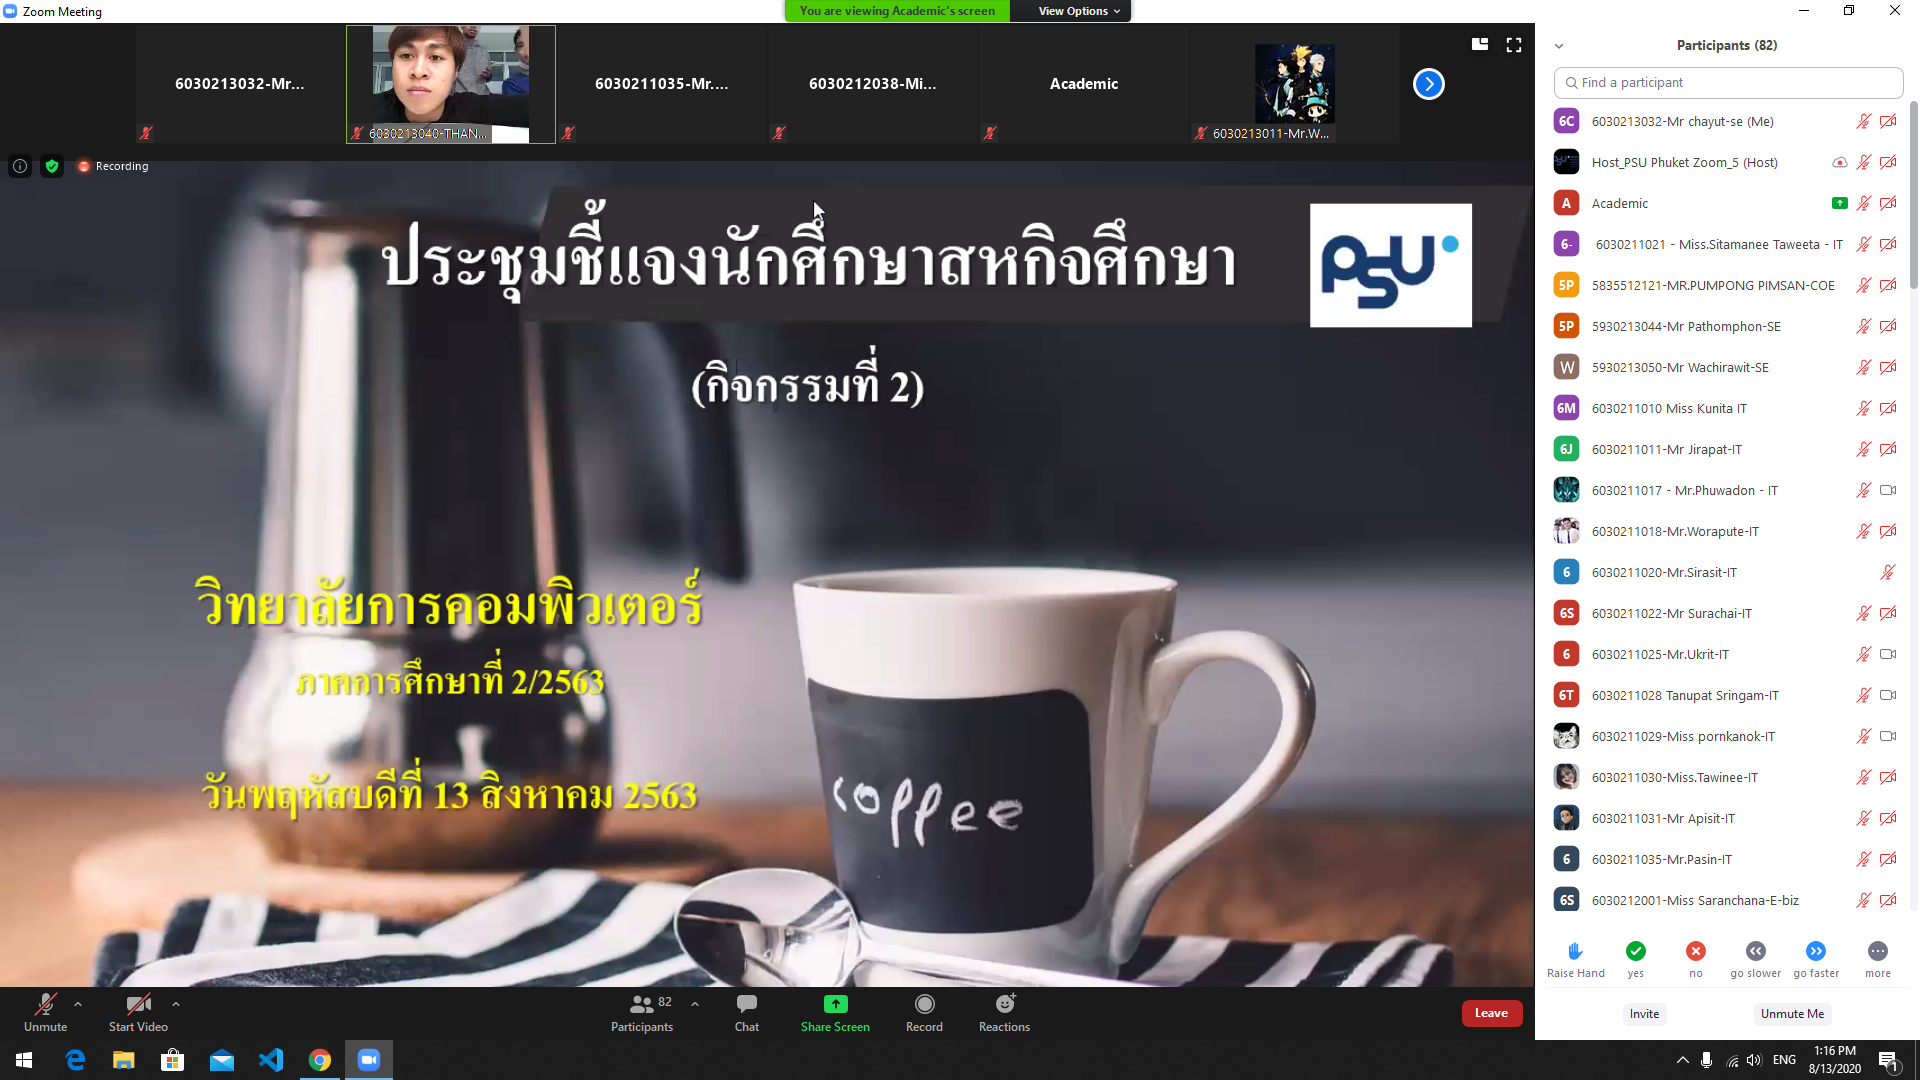 Zoom Meeting
You are viewing Academic's screen
View Options
6030213032-Mr...
6030213040-THAN...
6030211035-Mr....
6030212038-Mi...
Academic
6030213011-Mr.W...
Recording
ประชุมชี้แจงนักศึกษาสหกิจศึกษา
PSU
(กิจกรรมที่ 2)
วิทยาลัยการคอมพิวเตอร์
ภาคการศึกษาที่ 2/2563
วันพฤหัสบดีที่ 13 สิงหาคม 2563
coffee
Participants (82)
Find a participant
6C 6030213032-Mr chayut-se (Me)
Host_PSU Phuket Zoom_5 (Host)
A Academic
6- 6030211021 - Miss.Sitamanee Taweeta - IT
5P 5835512121-MR.PUMPONG PIMSAN-COE
5P 5930213044-Mr Pathomphon-SE
W 5930213050-Mr Wachirawit-SE
6M 6030211010 Miss Kunita IT
6J 6030211011-Mr Jirapat-IT
6030211017 - Mr.Phuwadon - IT
6030211018-Mr.Worapute-IT
6 6030211020-Mr.Sirasit-IT
6S 6030211022-Mr Surachai-IT
6 6030211025-Mr.Ukrit-IT
6T 6030211028 Tanupat Sringam-IT
6030211029-Miss pornkanok-IT
6030211030-Miss.Tawinee-IT
6030211031-Mr Apisit-IT
6 6030211035-Mr.Pasin-IT
6S 6030212001-Miss Saranchana-E-biz
Raise Hand
yes
no
go slower
go faster
more
Invite
Unmute Me
Unmute
Start Video
82
Participants
Chat
Share Screen
Record
Reactions
Leave
ENG
1:16 PM
8/13/2020
1